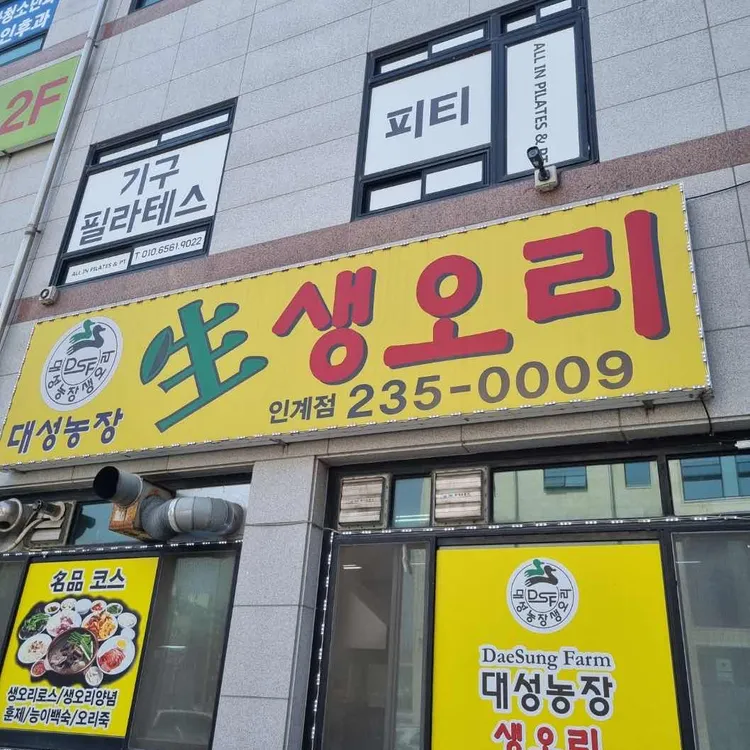 2F
기구
필라테스
ALL IN PILATES & PT
T. 010.6561.9022
피티
ALL IN PILATES & PT
DSF
대성농장생오리
대성농장
生 생오리
인계점 235-0009
名品 코스
생오리로스/생오리양념
훈제/능이백숙/오리죽
DSF
대성농장생오리
DaeSung Farm
대성농장
생오리